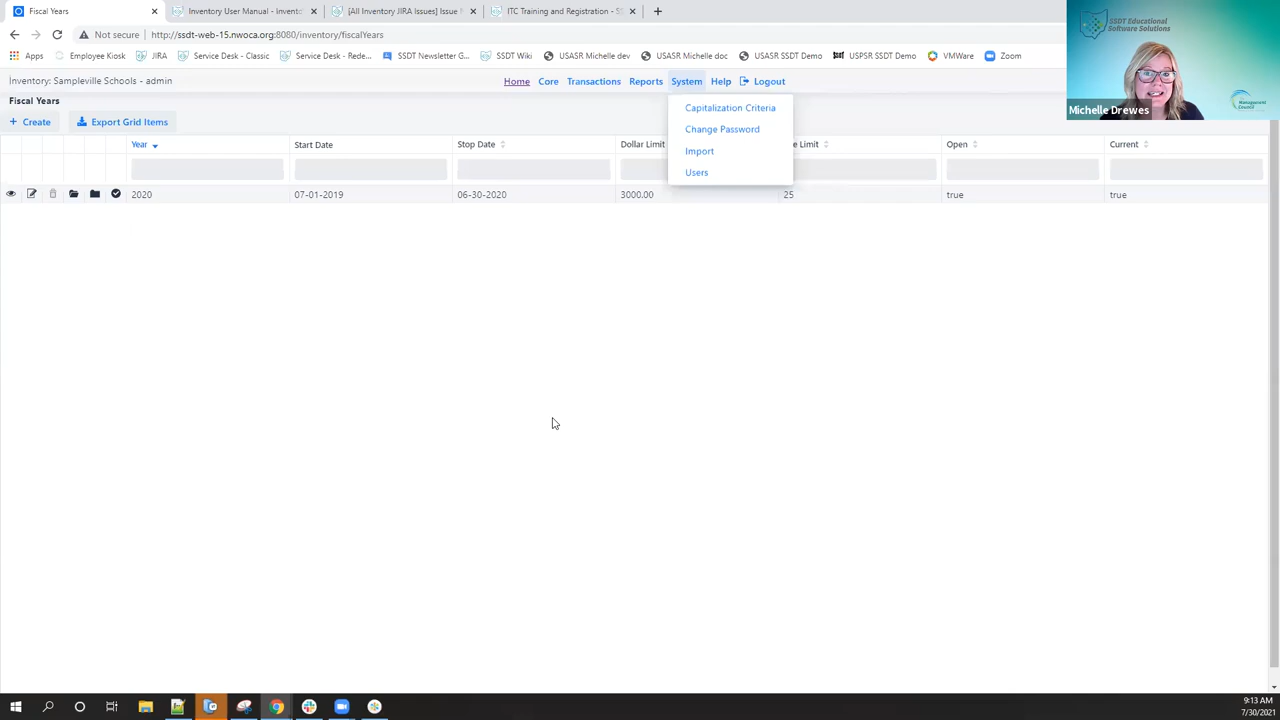 Fiscal Years
Inventory User Manual - Invento
[All Inventory JIRA Issues] Issue
ITC Training and Registration - SS
Not secure | http://ssdt-web-15.nwoca.org:8080/inventory/fiscalYears
Apps
Employee Kiosk
JIRA
Service Desk - Classic
Service Desk - Rede...
SSDT Newsletter G...
SSDT Wiki
USASR Michelle dev
USASR Michelle doc
USASR SSDT Demo
USPSR SSDT Demo
VMWare
Zoom
SSDT Educational
Software Solutions
Management
Council
Michelle Drewes
Inventory: Sampleville Schools - admin
Home Core Transactions Reports System Help Logout
Fiscal Years
Capitalization Criteria
Change Password
Import
Users
+ Create
Export Grid Items
Year Start Date Stop Date Dollar Limit e Limit Open Current
2020 07-01-2019 06-30-2020 3000.00 25 true true
9:13 AM
7/30/2021